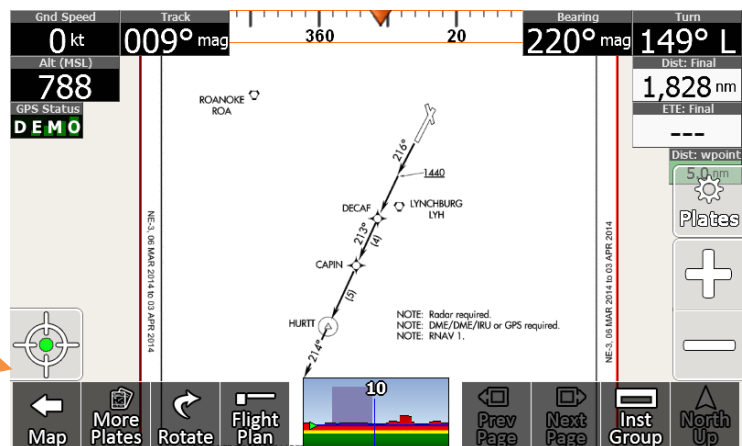 Gnd Speed
0 kt
Track
009° mag
360
20
Bearing
220° mag
Turn
149° L
Alt (MSL)
788
GPS Status
DEMO
Dist: Final
1,828 nm
ETE: Final
---
Dist: wpoint
5.0 nm
Plates
ROANOKE
ROA
216°
1440
DECAF
LYNCHBURG
LYH
213°
(4)
CAPIN
(5)
HURTT
214°
NOTE: Radar required.
NOTE: DME/DME/IRU or GPS required.
NOTE: RNAV 1.
NE-3, 06 MAR 2014 to 03 APR 2014
NE-3, 06 MAR 2014 to 03 APR 2014
Map
More
Plates
Rotate
Flight
Plan
10
Prev
Page
Next
Page
Inst
Group
North
Up